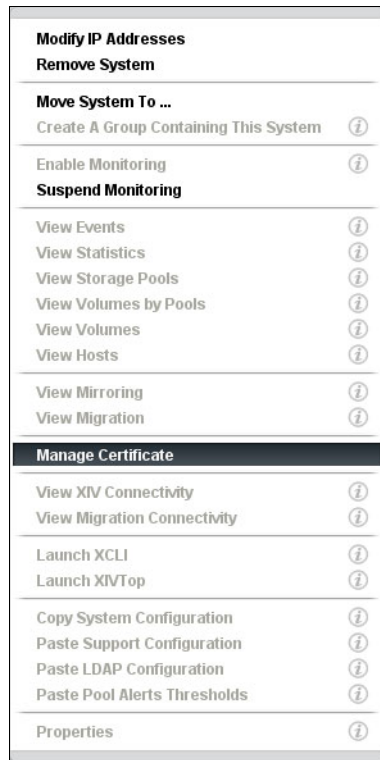 Modify IP Addresses
Remove System
Move System To ...
Create A Group Containing This System
Enable Monitoring
Suspend Monitoring
View Events
View Statistics
View Storage Pools
View Volumes by Pools
View Volumes
View Hosts
View Mirroring
View Migration
Manage Certificate
View XIV Connectivity
View Migration Connectivity
Launch XCLI
Launch XIVTop
Copy System Configuration
Paste Support Configuration
Paste LDAP Configuration
Paste Pool Alerts Thresholds
Properties